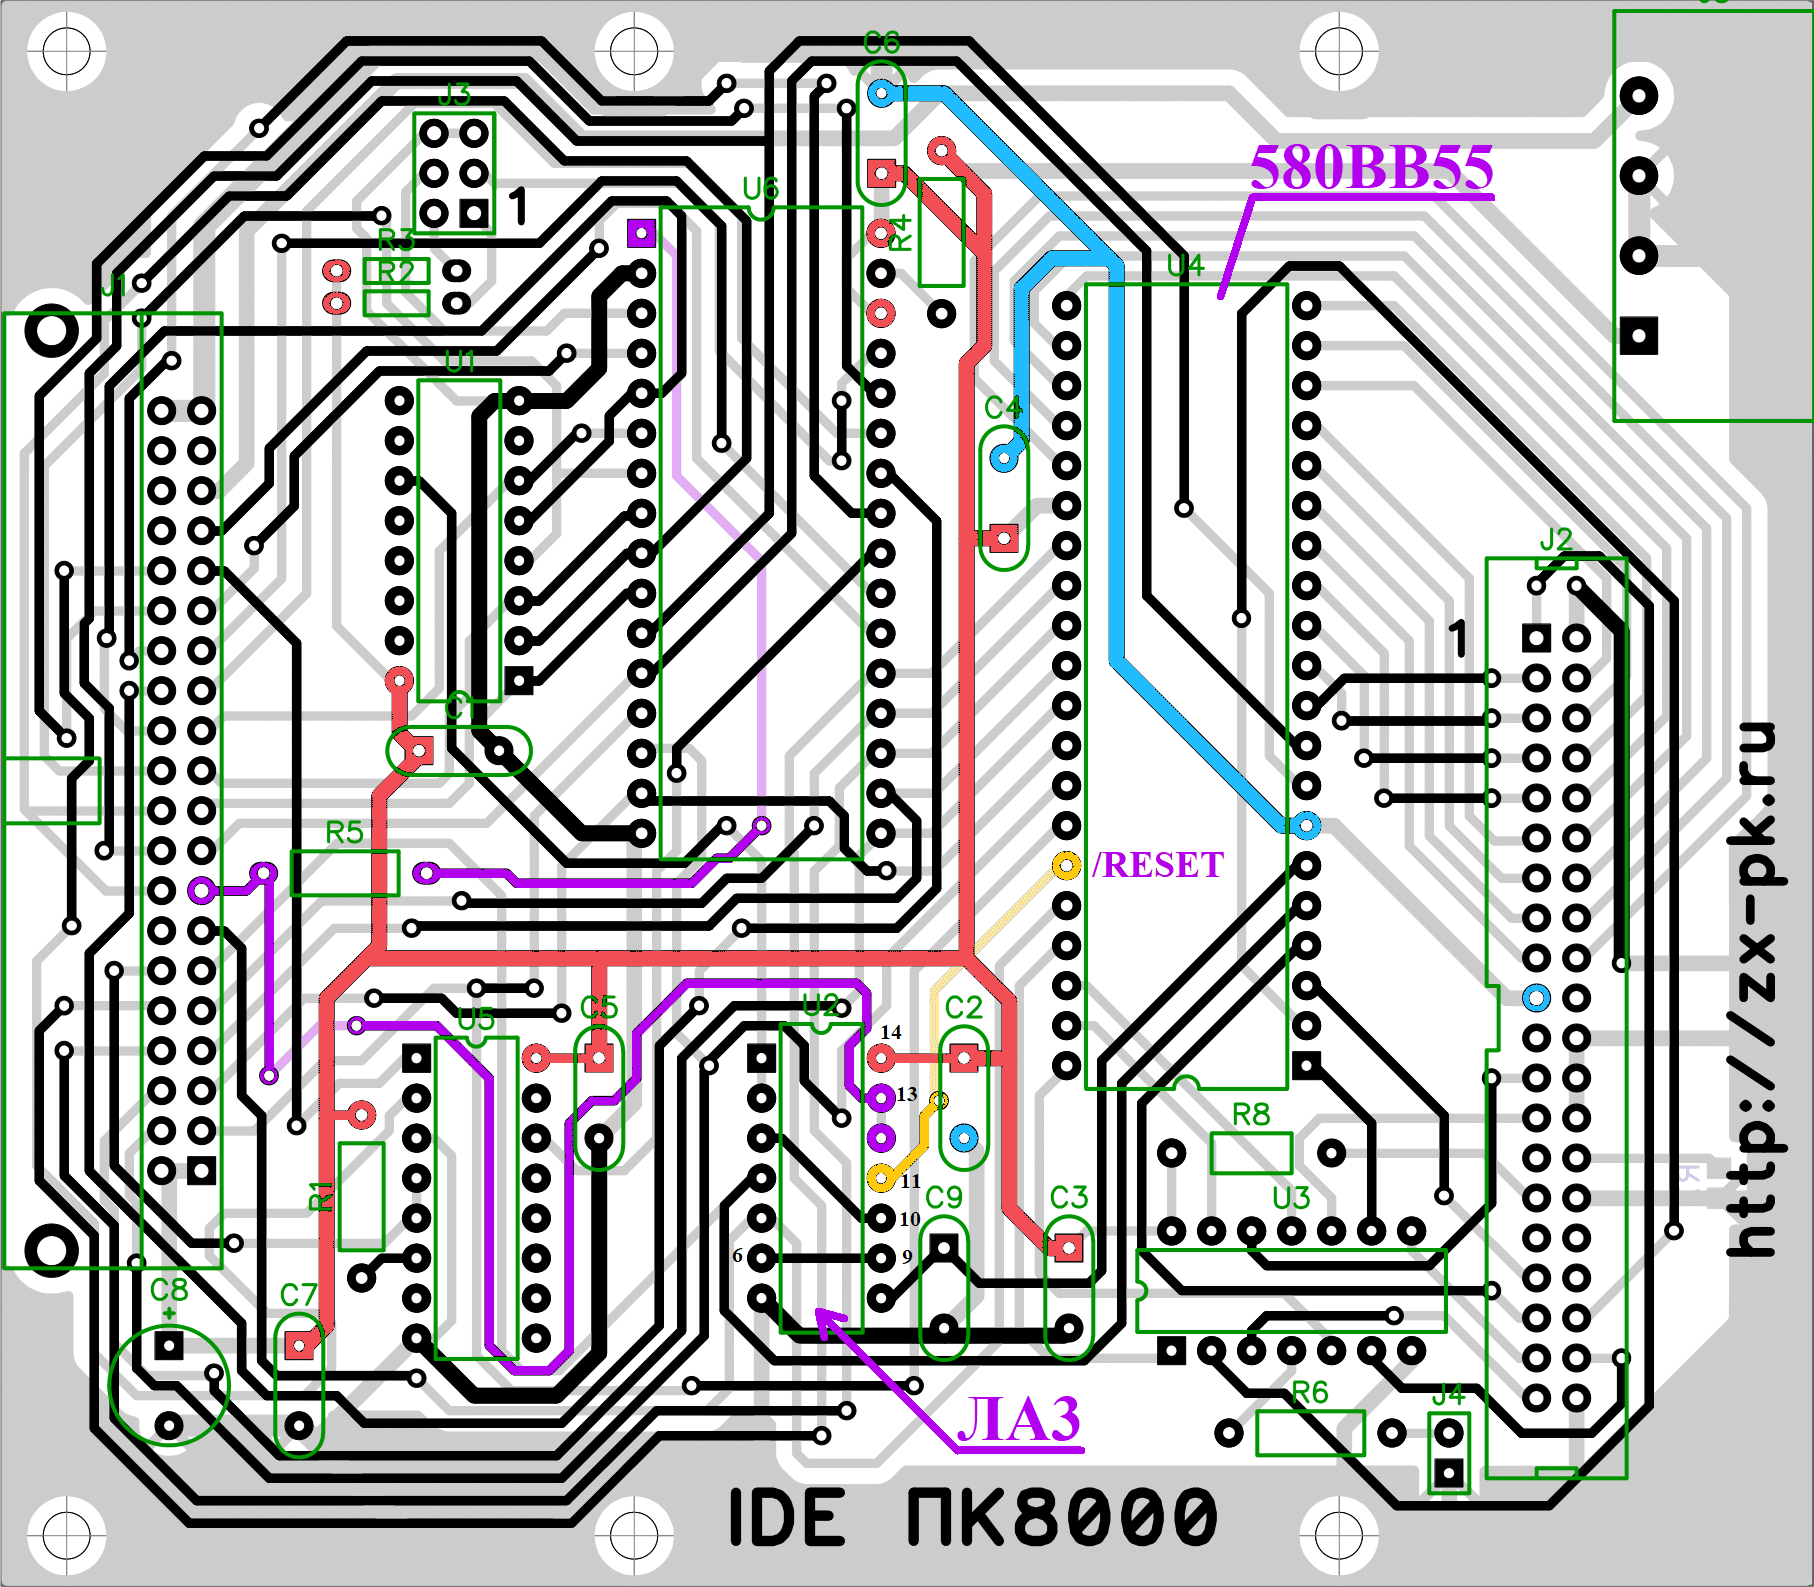 C6
J3
580ВВ55
1
U6
R4
R3
R2
U4
J1
U1
C4
J2
1
http://zx-pk.ru
R5
/RESET
C5
U2
C2
14
U5
13
R8
R1
11
C9
C3
U3
10
6
9
C8
+
C7
ЛА3
R6
J4
IDE ПК8000